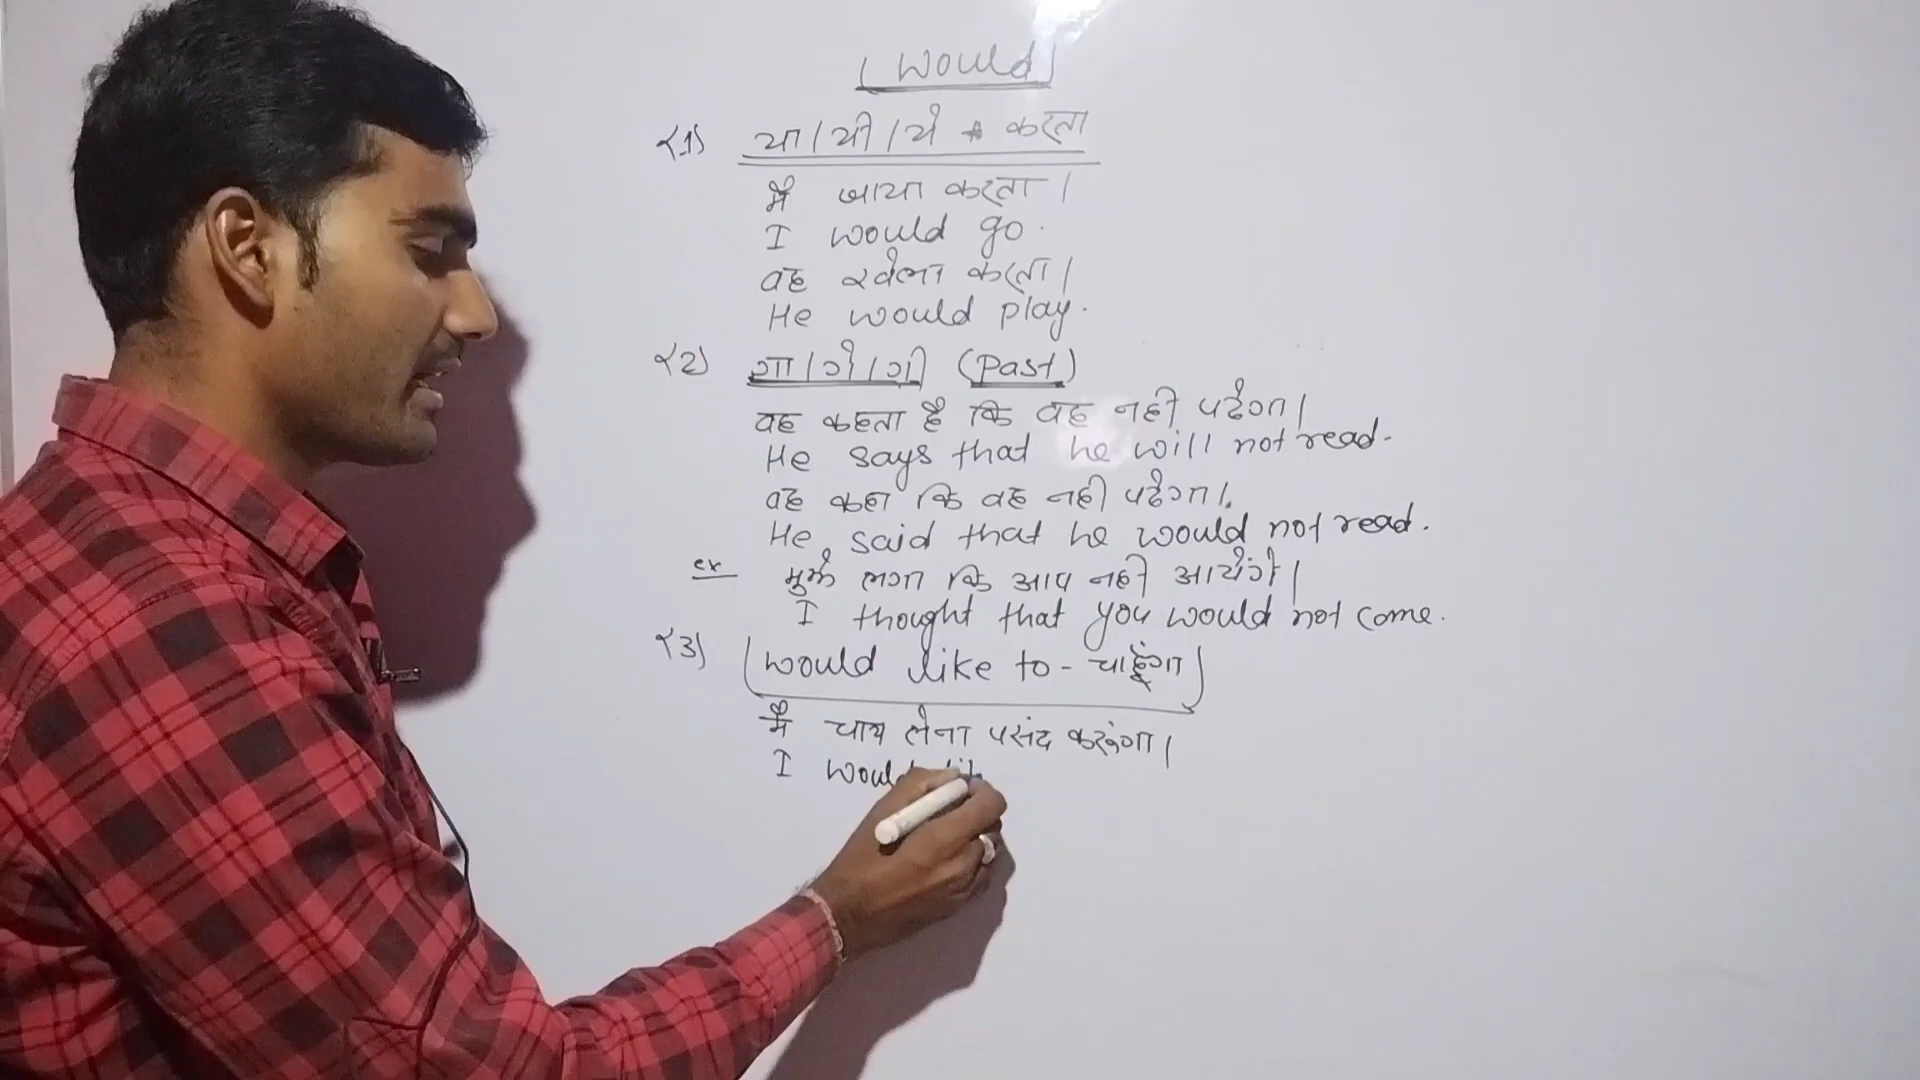 (Would)
(1) या/यी/ये + करता
मैं जाया करता।
I would go.
वह खेला करता।
He would play.
(2) गा/गे/गी (Past)
वह कहता है कि वह नही पढेगा।
He says that he will not read.
वह कहा कि वह नही पढेगा।
He said that he would not read.
ex मुझे लगा कि आप नही आयेंगे।
I thought that you would not come.
(3) (would like to - चाहूंगा)
मैं चाय लेना पसंद करूंगा।
I would